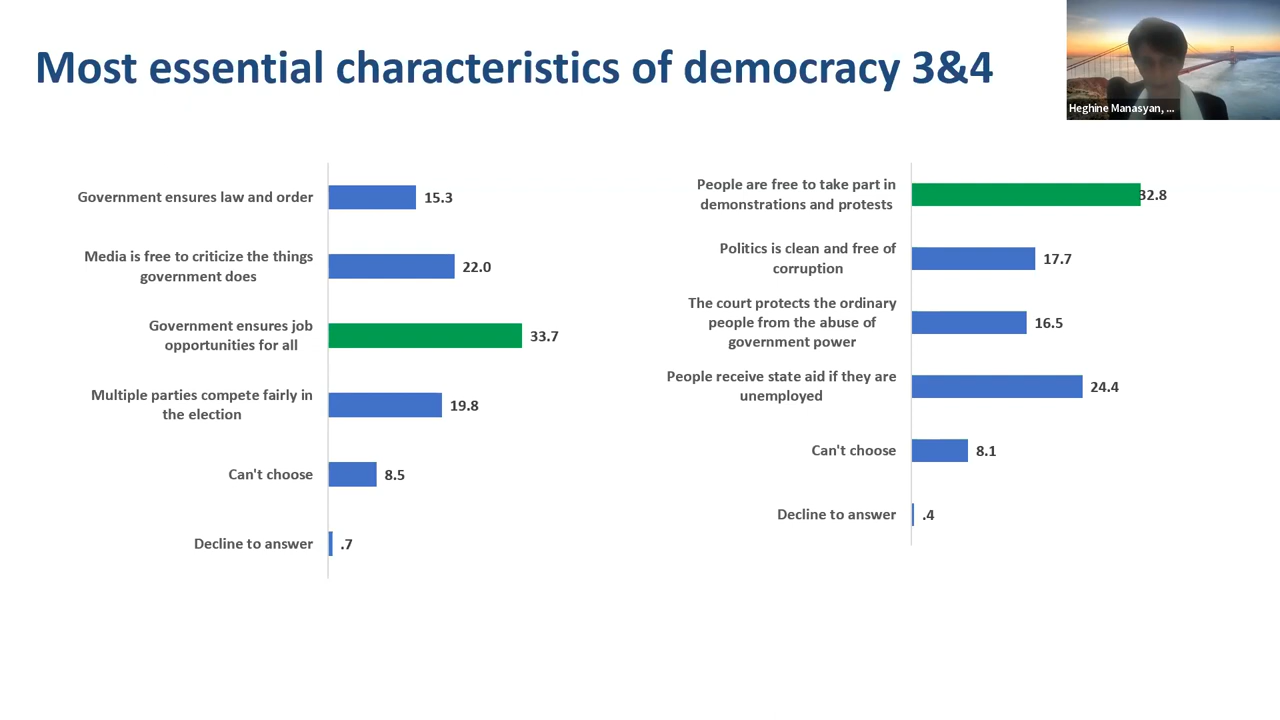 Most essential characteristics of democracy 3&4
Heghine Manasyan, ...
Government ensures law and order
15.3
Media is free to criticize the things
government does
22.0
Government ensures job
opportunities for all
33.7
Multiple parties compete fairly in
the election
19.8
Can't choose
8.5
Decline to answer
.7
People are free to take part in
demonstrations and protests
32.8
Politics is clean and free of
corruption
17.7
The court protects the ordinary
people from the abuse of
government power
16.5
People receive state aid if they are
unemployed
24.4
Can't choose
8.1
Decline to answer
.4